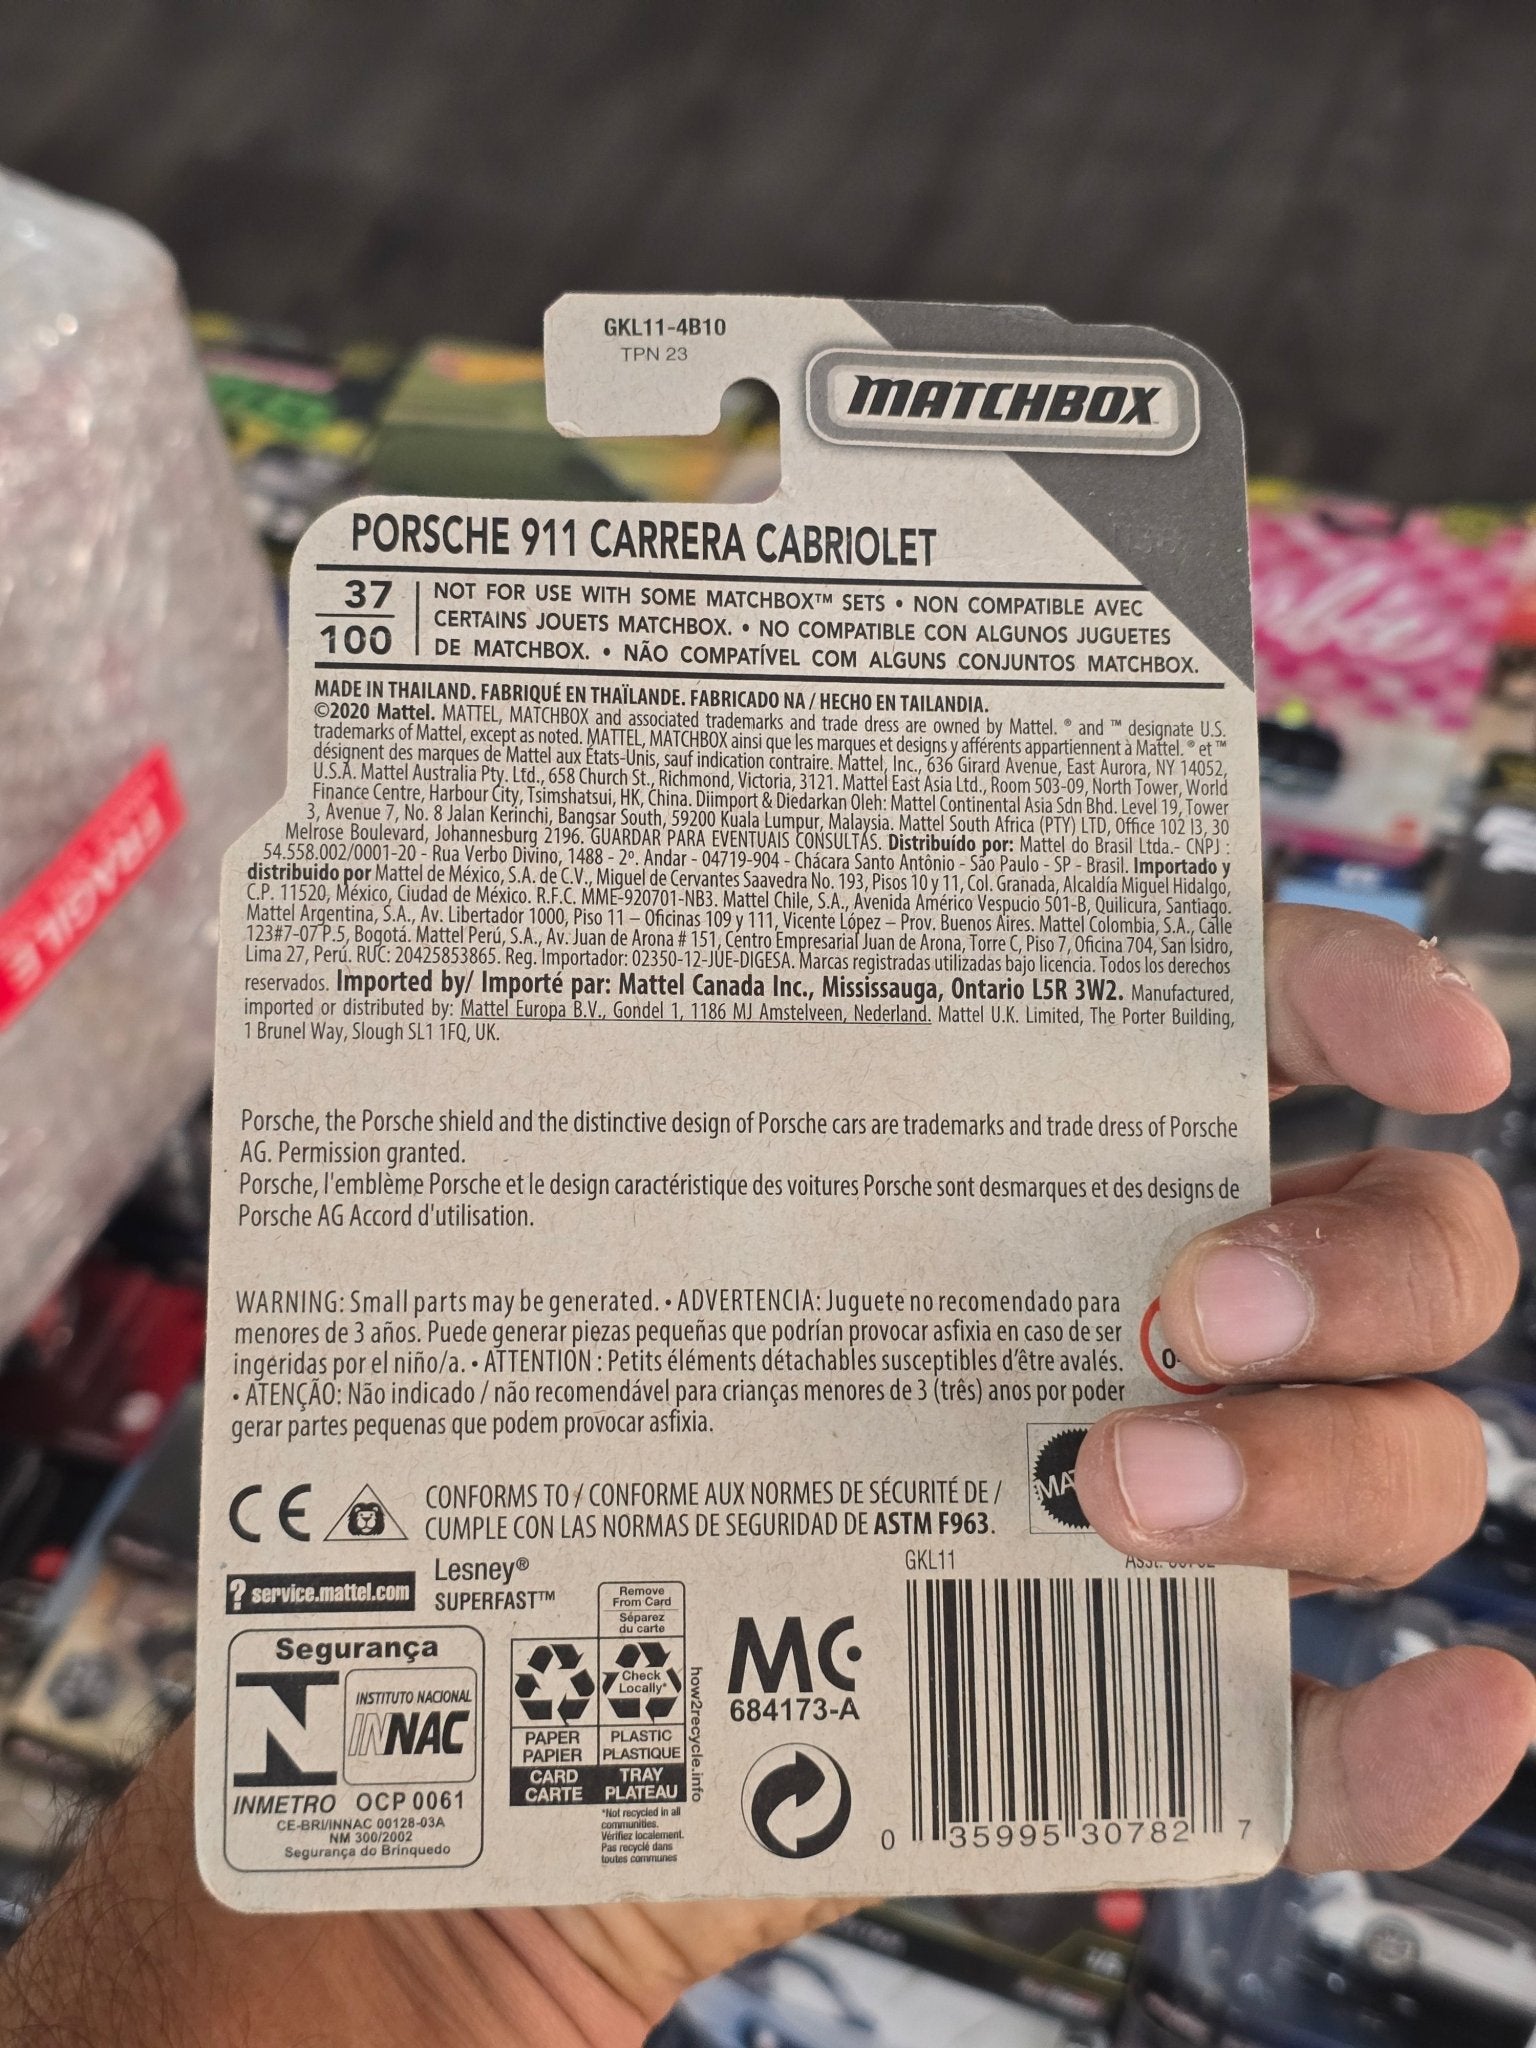 GKL11-4B10
TPN 23
MATCHBOX
PORSCHE 911 CARRERA CABRIOLET
37
100
NOT FOR USE WITH SOME MATCHBOX™ SETS • NON COMPATIBLE AVEC
CERTAINS JOUETS MATCHBOX. • NO COMPATIBLE CON ALGUNOS JUGUETES
DE MATCHBOX. • NÃO COMPATÍVEL COM ALGUNS CONJUNTOS MATCHBOX.
MADE IN THAILAND. FABRIQUÉ EN THAÏLANDE. FABRICADO NA / HECHO EN TAILANDIA.
©2020 Mattel. MATTEL, MATCHBOX and associated trademarks and trade dress are owned by Mattel. ® and ™ designate U.S.
trademarks of Mattel, except as noted. MATTEL, MATCHBOX ainsi que les marques et designs y afférents appartiennent à Mattel. ® et ™
désignent des marques de Mattel aux États-Unis, sauf indication contraire. Mattel, Inc., 636 Girard Avenue, East Aurora, NY 14052,
U.S.A. Mattel Australia Pty. Ltd., 658 Church St., Richmond, Victoria, 3121. Mattel East Asia Ltd., Room 503-09, North Tower, World
Finance Centre, Harbour City, Tsimshatsui, HK, China. Diimport & Diedarkan Oleh: Mattel Continental Asia Sdn Bhd. Level 19, Tower
3, Avenue 7, No. 8 Jalan Kerinchi, Bangsar South, 59200 Kuala Lumpur, Malaysia. Mattel South Africa (PTY) LTD, Office 102 I3, 30
Melrose Boulevard, Johannesburg 2196. GUARDAR PARA EVENTUAIS CONSULTAS. Distribuído por: Mattel do Brasil Ltda.- CNPJ :
54.558.002/0001-20 - Rua Verbo Divino, 1488 - 2º. Andar - 04719-904 - Chácara Santo Antônio - São Paulo - SP - Brasil. Importado y
distribuido por Mattel de México, S.A. de C.V., Miguel de Cervantes Saavedra No. 193, Pisos 10 y 11, Col. Granada, Alcaldía Miguel Hidalgo,
C.P. 11520, México, Ciudad de México. R.F.C. MME-920701-NB3. Mattel Chile, S.A., Avenida Américo Vespucio 501-B, Quilicura, Santiago.
Mattel Argentina, S.A., Av. Libertador 1000, Piso 11 – Oficinas 109 y 111, Vicente López – Prov. Buenos Aires. Mattel Colombia, S.A., Calle
123#7-07 P.5, Bogotá. Mattel Perú, S.A., Av. Juan de Arona # 151, Centro Empresarial Juan de Arona, Torre C, Piso 7, Oficina 704, San Isidro,
Lima 27, Perú. RUC: 20425853865. Reg. Importador: 02350-12-JUE-DIGESA. Marcas registradas utilizadas bajo licencia. Todos los derechos
reservados. Imported by/ Importé par: Mattel Canada Inc., Mississauga, Ontario L5R 3W2. Manufactured,
imported or distributed by: Mattel Europa B.V., Gondel 1, 1186 MJ Amstelveen, Nederland. Mattel U.K. Limited, The Porter Building,
1 Brunel Way, Slough SL1 1FQ, UK.
Porsche, the Porsche shield and the distinctive design of Porsche cars are trademarks and trade dress of Porsche
AG. Permission granted.
Porsche, l'emblème Porsche et le design caractéristique des voitures Porsche sont desmarques et des designs de
Porsche AG Accord d'utilisation.
WARNING: Small parts may be generated. • ADVERTENCIA: Juguete no recomendado para
menores de 3 años. Puede generar piezas pequeñas que podrían provocar asfixia en caso de ser
ingeridas por el niño/a. • ATTENTION : Petits éléments détachables susceptibles d'être avalés.
• ATENÇÃO: Não indicado / não recomendável para crianças menores de 3 (três) anos por poder
gerar partes pequenas que podem provocar asfixia.
CE
CONFORMS TO / CONFORME AUX NORMES DE SÉCURITÉ DE /
CUMPLE CON LAS NORMAS DE SEGURIDAD DE ASTM F963.
? service.mattel.com
Lesney®
SUPERFAST™
GKL11
Segurança
INSTITUTO NACIONAL
INNAC
INMETRO OCP 0061
CE-BRI/INNAC 00128-03A
NM 300/2002
Segurança do Brinquedo
Remove
From Card
Séparez
du carte
Check
Locally*
PAPER
PAPIER
CARD
CARTE
PLASTIC
PLASTIQUE
TRAY
PLATEAU
*Not recycled in all
communities.
Vérifiez localement.
Pas recyclé dans
toutes communes
how2recycle.info
MC
684173-A
0 35995 30782 7
FRAGILE